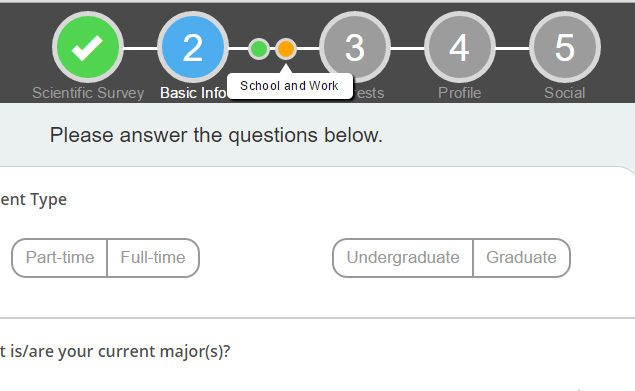 2 3 4 5
Scientific Survey Basic Info School and Work ests Profile Social
Please answer the questions below.
ent Type
Part-time Full-time Undergraduate Graduate
t is/are your current major(s)?